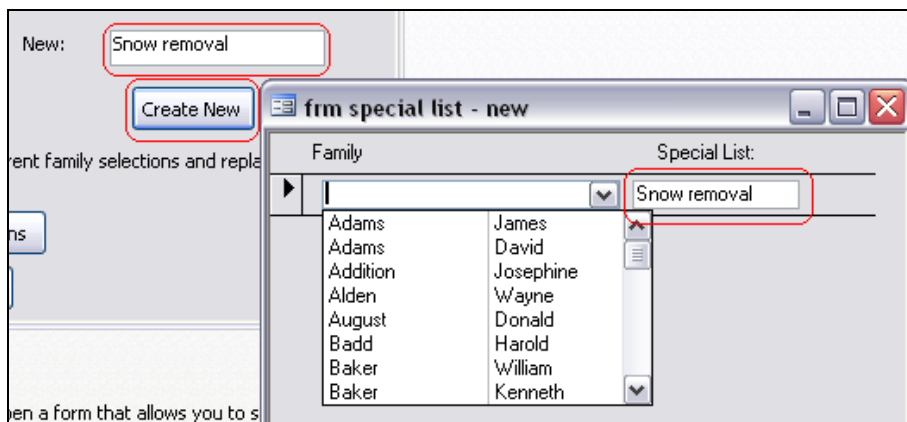 New: Snow removal
Create New
frm special list - new
rent family selections and repla
Family Special List:
Snow removal
ns
Adams James
Adams David
Addition Josephine
Alden Wayne
August Donald
Badd Harold
Baker William
Baker Kenneth
pen a form that allows you to s